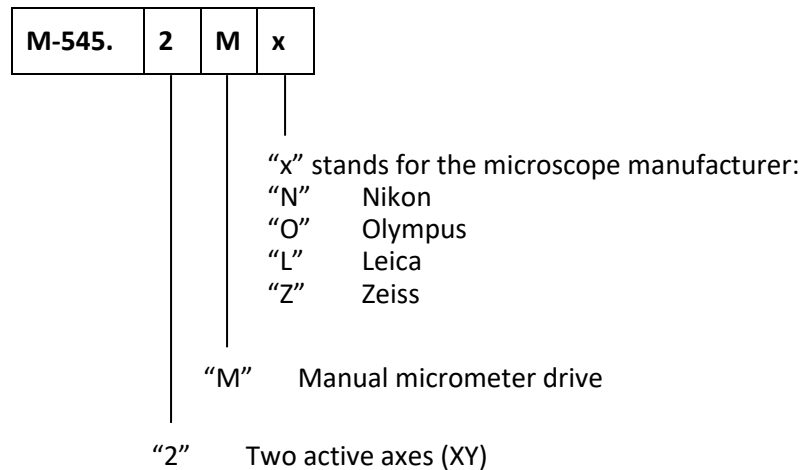 M-545. 2 M x
“x” stands for the microscope manufacturer:
“N” Nikon
“O” Olympus
“L” Leica
“Z” Zeiss
“M” Manual micrometer drive
“2” Two active axes (XY)